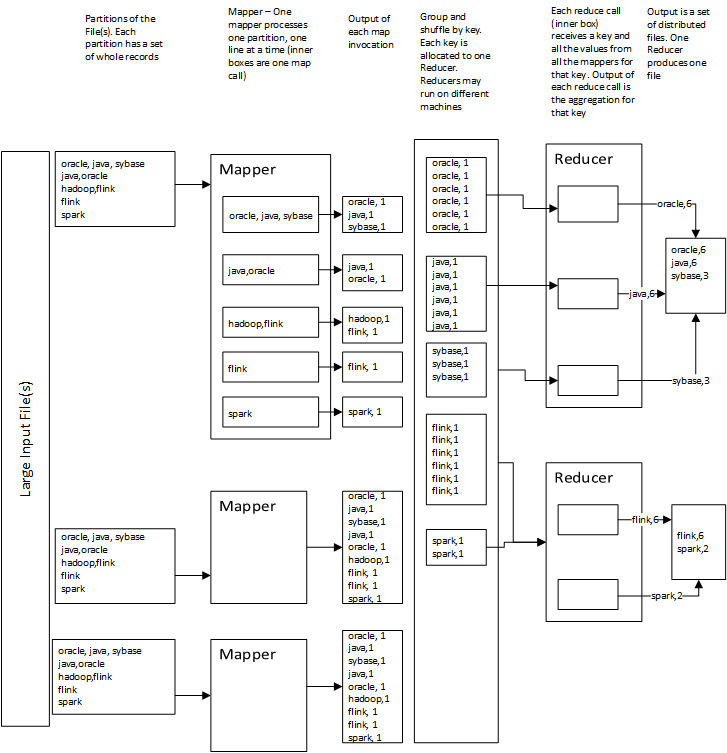 Partitions of the
File(s). Each
partition has a set
of whole records
Mapper – One
mapper processes
one partition, one
line at a time (inner
boxes are one map
call)
Output of
each map
invocation
Group and
shuffle by key.
Each key is
allocated to one
Reducer.
Reducers may
run on different
machines
Each reduce call
(inner box)
receives a key and
all the values from
all the mappers for
that key. Output of
each reduce call is
the aggregation for
that key
Output is a set
of distributed
files. One
Reducer
produces one
file
Large Input File(s)
oracle, java, sybase
java,oracle
hadoop,flink
flink
spark
Mapper
oracle, java, sybase
java,oracle
hadoop,flink
flink
spark
oracle, 1
java,1
sybase,1
java,1
oracle, 1
hadoop,1
flink, 1
flink, 1
spark, 1
oracle, 1
oracle, 1
oracle, 1
oracle, 1
oracle, 1
oracle, 1
java,1
java,1
java,1
java,1
java,1
java,1
sybase,1
sybase,1
sybase,1
flink,1
flink,1
flink,1
flink,1
flink,1
flink,1
spark,1
spark,1
Reducer
oracle,6
java,6
sybase,3
oracle,6
java,6
sybase,3
Reducer
flink,6
spark,2
flink,6
spark,2
oracle, java, sybase
java,oracle
hadoop,flink
flink
spark
Mapper
oracle, 1
java,1
sybase,1
java,1
oracle, 1
hadoop,1
flink, 1
flink, 1
spark, 1
oracle, java, sybase
java,oracle
hadoop,flink
flink
spark
Mapper
oracle, 1
java,1
sybase,1
java,1
oracle, 1
hadoop,1
flink, 1
flink, 1
spark, 1